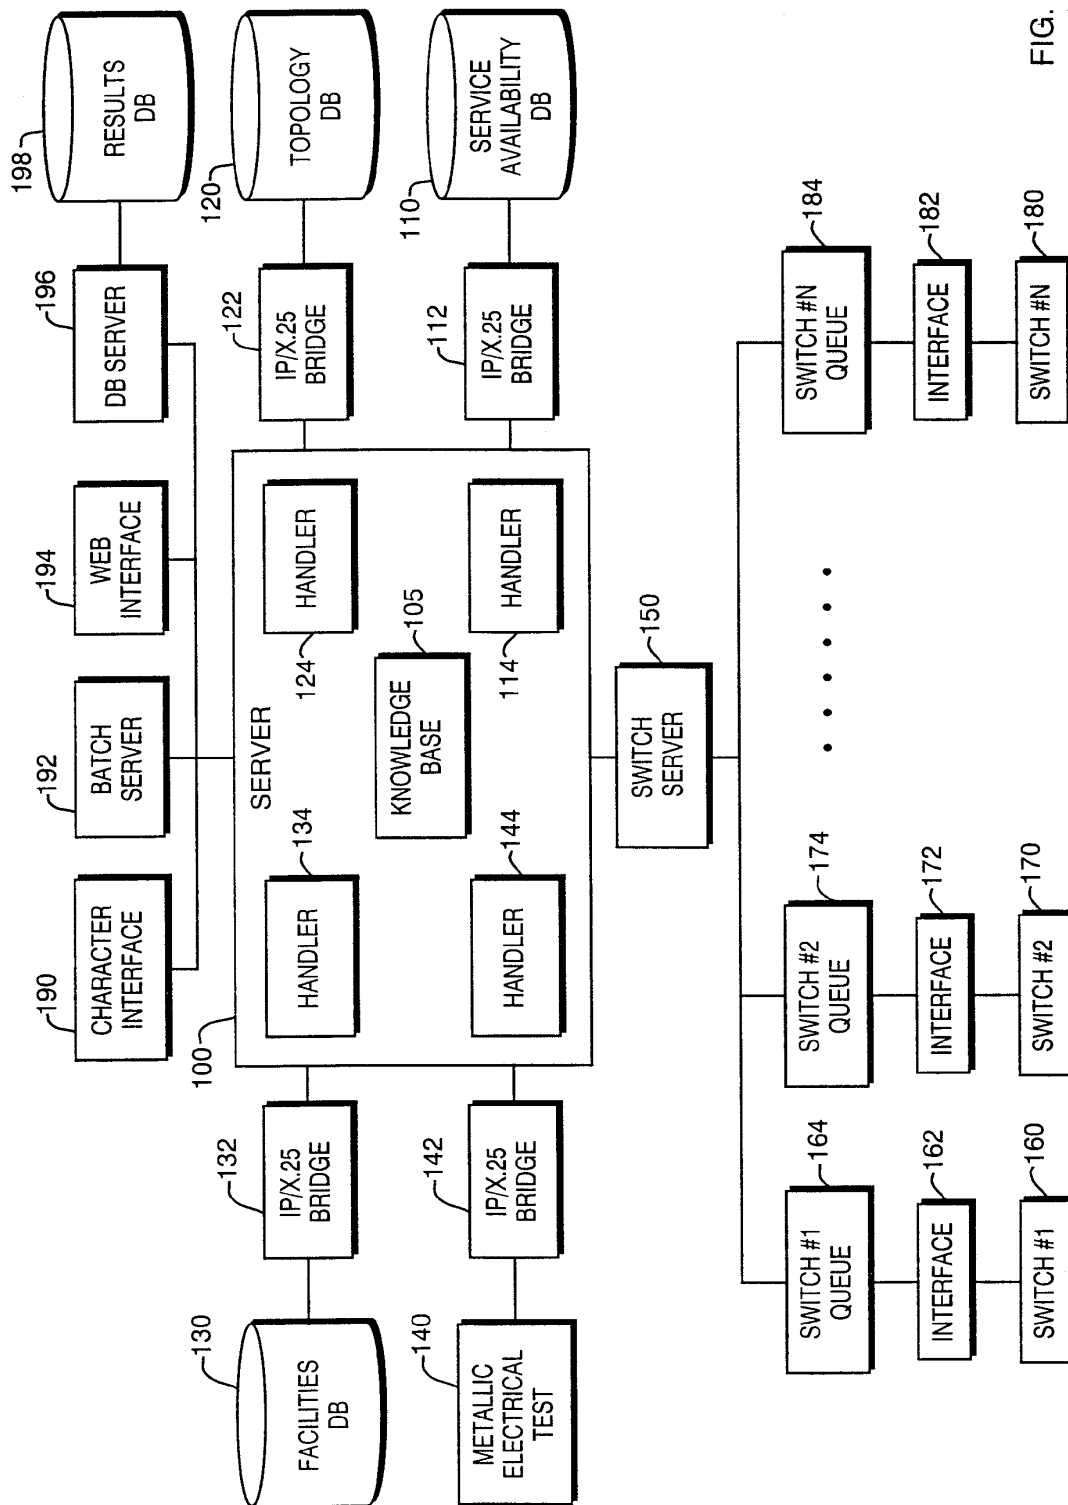 190
CHARACTER
INTERFACE
192
BATCH
SERVER
194
WEB
INTERFACE
196
DB SERVER
198
RESULTS
DB
130
FACILITIES
DB
132
IP/X.25
BRIDGE
100
SERVER
HANDLER
134
HANDLER
124
122
IP/X.25
BRIDGE
120
TOPOLOGY
DB
140
METALLIC
ELECTRICAL
TEST
142
IP/X.25
BRIDGE
HANDLER
144
KNOWLEDGE
BASE
105
HANDLER
114
112
IP/X.25
BRIDGE
110
SERVICE
AVAILABILITY
DB
SWITCH
SERVER
150
SWITCH #1
QUEUE
164
SWITCH #2
QUEUE
174
SWITCH #N
QUEUE
184
INTERFACE
162
INTERFACE
172
INTERFACE
182
SWITCH #1
160
SWITCH #2
170
SWITCH #N
180
FIG.